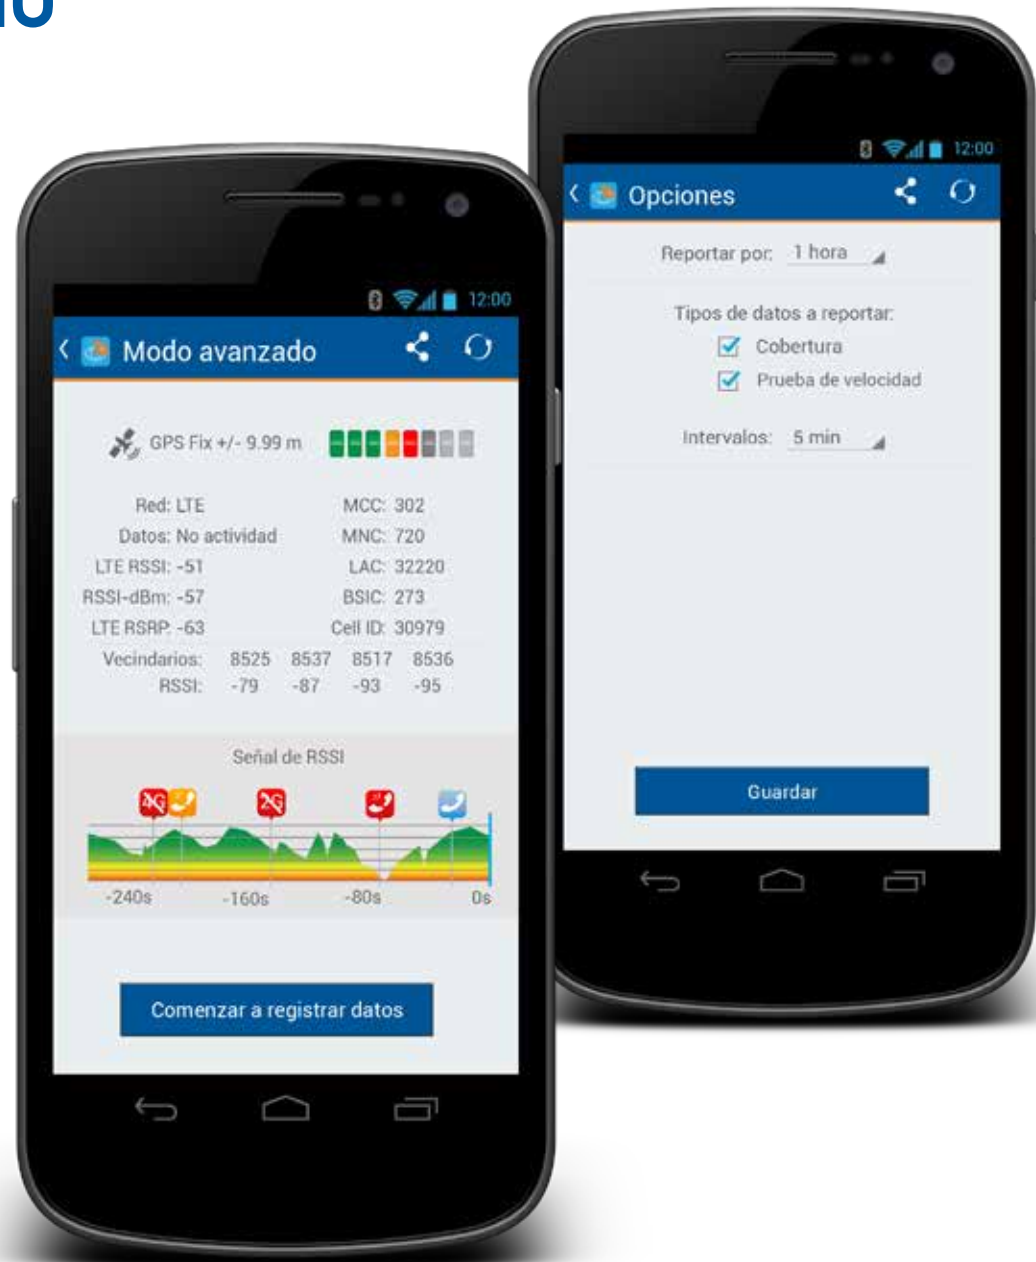 12:00
Modo avanzado
GPS Fix +/- 9.99 m
Red: LTE
MCC: 302
Datos: No actividad
MNC: 720
LTE RSSI: -51
LAC: 32220
RSSI-dBm: -57
BSIC: 273
LTE RSRP: -63
Cell ID: 30979
Vecindarios: 8525 8537 8517 8536
RSSI: -79 -87 -93 -95
Señal de RSSI
4G
2G
-240s -160s -80s 0s
Comenzar a registrar datos
12:00
Opciones
Reportar por: 1 hora
Tipos de datos a reportar:
Cobertura
Prueba de velocidad
Intervalos: 5 min
Guardar